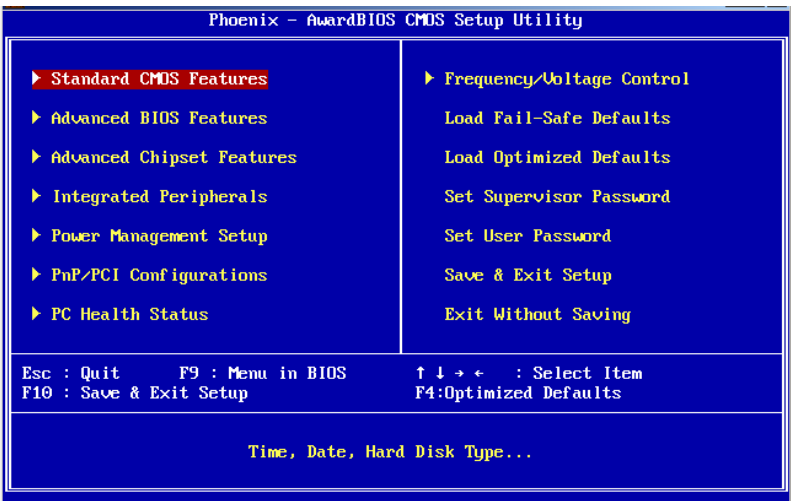 Phoenix - AwardBIOS CMOS Setup Utility
Standard CMOS Features
Advanced BIOS Features
Advanced Chipset Features
Integrated Peripherals
Power Management Setup
PnP/PCI Configurations
PC Health Status
Frequency/Voltage Control
Load Fail-Safe Defaults
Load Optimized Defaults
Set Supervisor Password
Set User Password
Save & Exit Setup
Exit Without Saving
Esc : Quit F9 : Menu in BIOS ↑ ↓ → ← : Select Item
F10 : Save & Exit Setup F4:Optimized Defaults
Time, Date, Hard Disk Type...